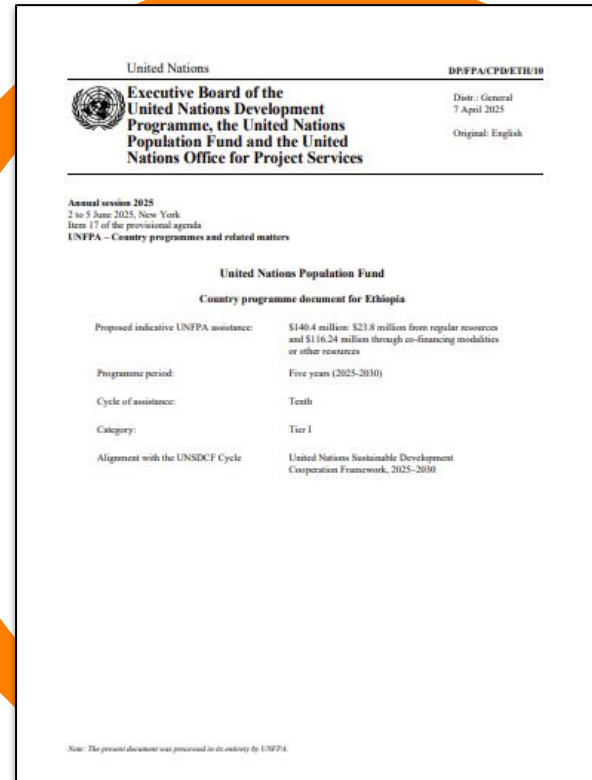 United Nations
DP/FPA/CPD/ETH/10
Executive Board of the
United Nations Development
Programme, the United Nations
Population Fund and the United
Nations Office for Project Services
Distr.: General
7 April 2025
Original: English
Annual session 2025
2 to 5 June 2025, New York
Item 17 of the provisional agenda
UNFPA – Country programmes and related matters
United Nations Population Fund
Country programme document for Ethiopia
Proposed indicative UNFPA assistance:
$140.4 million: $23.8 million from regular resources
and $116.24 million through co-financing modalities
or other resources
Programme period:
Five years (2025-2030)
Cycle of assistance:
Tenth
Category:
Tier I
Alignment with the UNSDCF Cycle
United Nations Sustainable Development
Cooperation Framework, 2025–2030
Note: The present document was processed in its entirety by UNFPA.